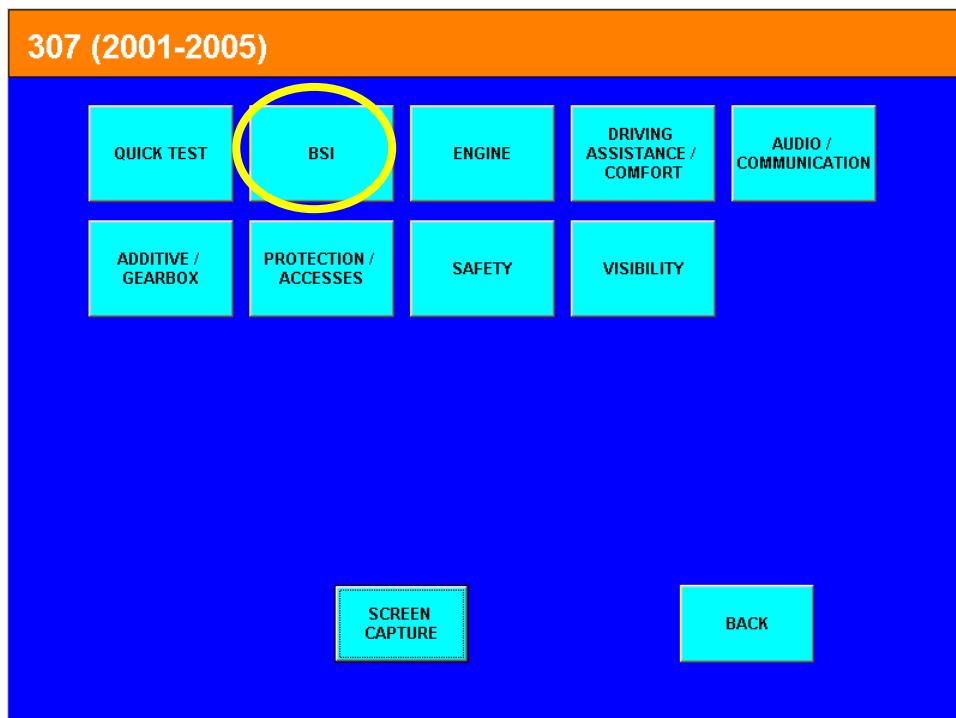 307 (2001-2005)
QUICK TEST
BSI
ENGINE
DRIVING
ASSISTANCE /
COMFORT
AUDIO /
COMMUNICATION
ADDITIVE /
GEARBOX
PROTECTION /
ACCESSES
SAFETY
VISIBILITY
SCREEN
CAPTURE
BACK